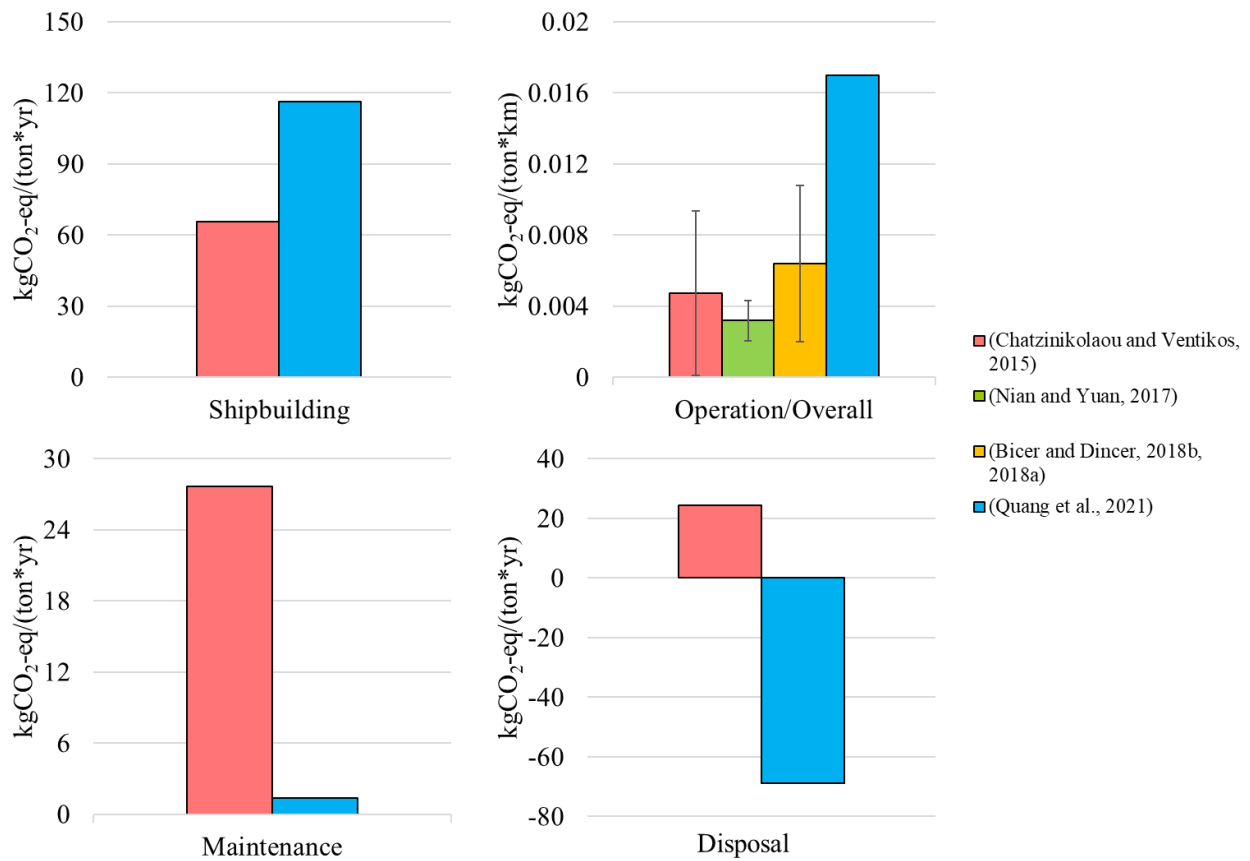 150
120
90
60
30
0
kgCO₂-eq/(ton*yr)
Shipbuilding
0.02
0.016
0.012
0.008
0.004
0
kgCO₂-eq/(ton*km)
Operation/Overall
30
24
18
12
6
0
kgCO₂-eq/(ton*yr)
Maintenance
40
20
0
-20
-40
-60
-80
kgCO₂-eq/(ton*yr)
Disposal
(Chatzinikolaou and Ventikos,
2015)
(Nian and Yuan, 2017)
(Bicer and Dincer, 2018b,
2018a)
(Quang et al., 2021)